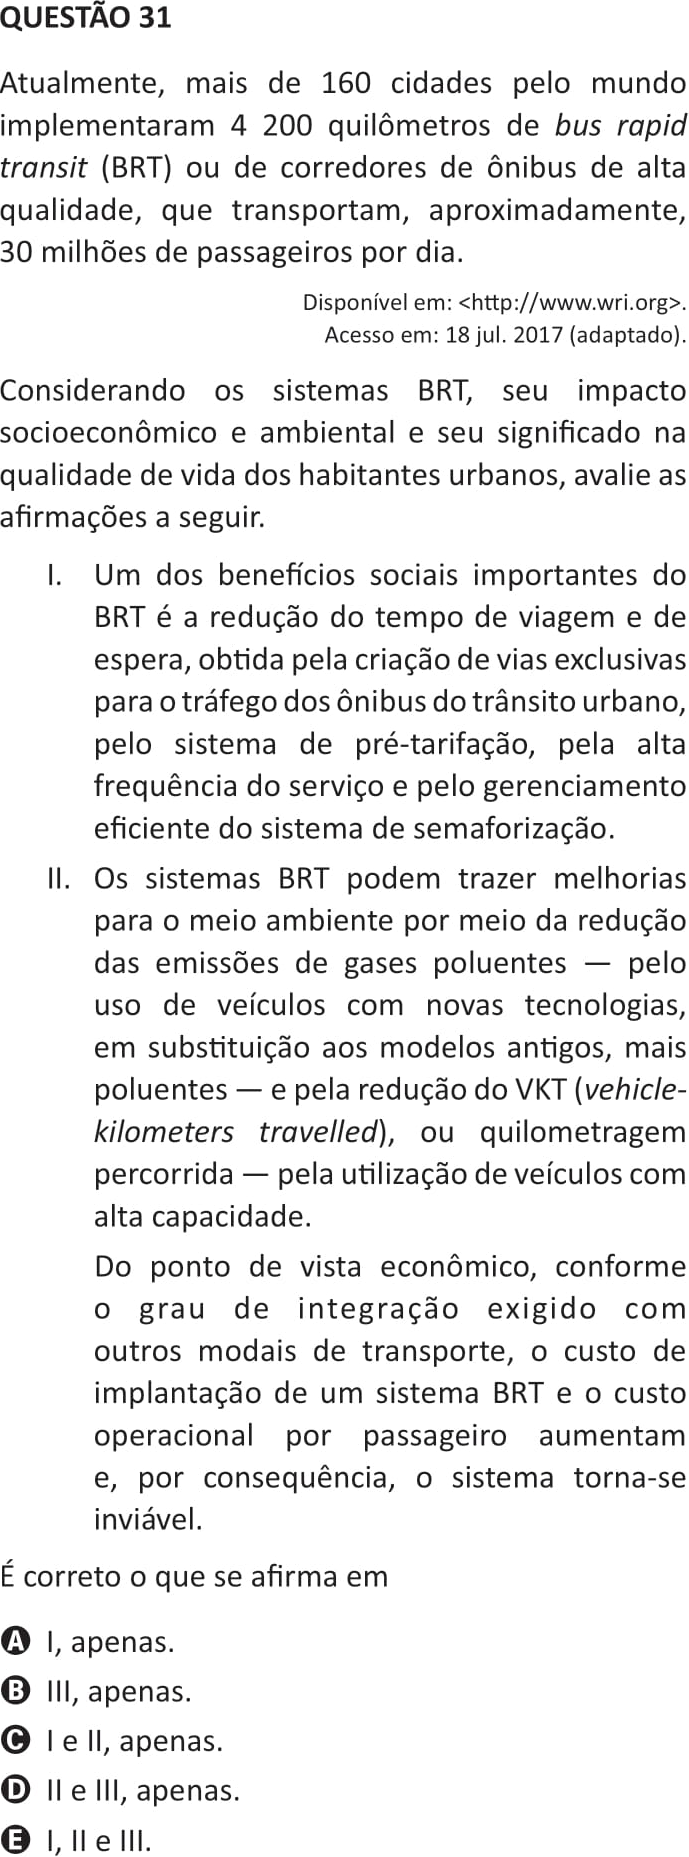 QUESTÃO 31
Atualmente, mais de 160 cidades pelo mundo
implementaram 4 200 quilômetros de bus rapid
transit (BRT) ou de corredores de ônibus de alta
qualidade, que transportam, aproximadamente,
30 milhões de passageiros por dia.
Disponível em: <http://www.wri.org>.
Acesso em: 18 jul. 2017 (adaptado).
Considerando os sistemas BRT, seu impacto
socioeconômico e ambiental e seu significado na
qualidade de vida dos habitantes urbanos, avalie as
afirmações a seguir.
I. Um dos benefícios sociais importantes do
BRT é a redução do tempo de viagem e de
espera, obtida pela criação de vias exclusivas
para o tráfego dos ônibus do trânsito urbano,
pelo sistema de pré-tarifação, pela alta
frequência do serviço e pelo gerenciamento
eficiente do sistema de semaforização.
II. Os sistemas BRT podem trazer melhorias
para o meio ambiente por meio da redução
das emissões de gases poluentes — pelo
uso de veículos com novas tecnologias,
em substituição aos modelos antigos, mais
poluentes — e pela redução do VKT (vehicle-
kilometers travelled), ou quilometragem
percorrida — pela utilização de veículos com
alta capacidade.
Do ponto de vista econômico, conforme
o grau de integração exigido com
outros modais de transporte, o custo de
implantação de um sistema BRT e o custo
operacional por passageiro aumentam
e, por consequência, o sistema torna-se
inviável.
É correto o que se afirma em
A I, apenas.
B III, apenas.
C I e II, apenas.
D II e III, apenas.
E I, II e III.